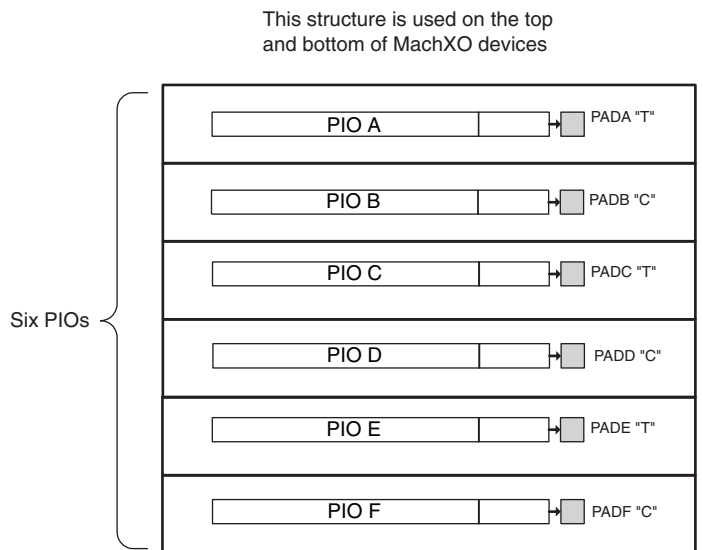 This structure is used on the top
and bottom of MachXO devices
PIO A
PADA "T"
PIO B
PADB "C"
PIO C
PADC "T"
Six PIOs
PIO D
PADD "C"
PIO E
PADE "T"
PIO F
PADF "C"